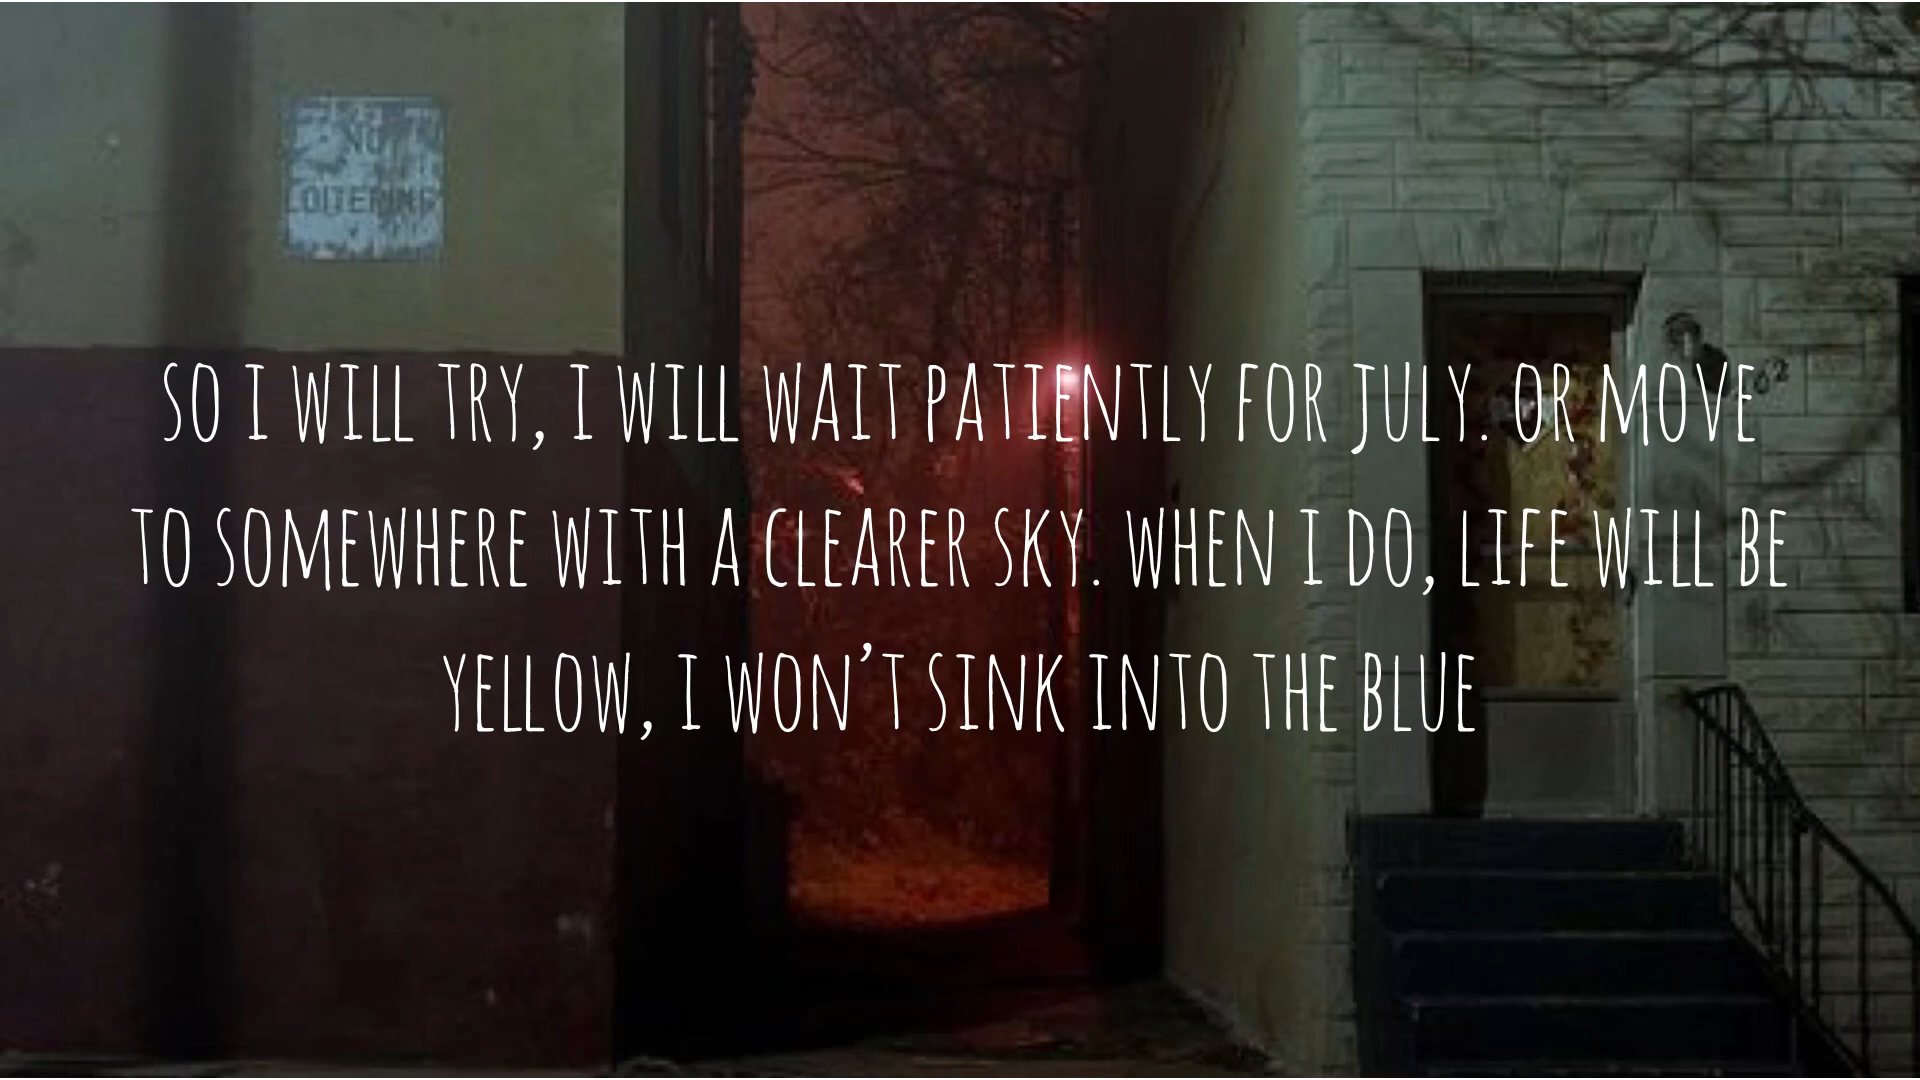 NO
LOITERING
SO I WILL TRY, I WILL WAIT PATIENTLY FOR JULY. OR MOVE
TO SOMEWHERE WITH A CLEARER SKY. WHEN I DO, LIFE WILL BE
YELLOW, I WON’T SINK INTO THE BLUE